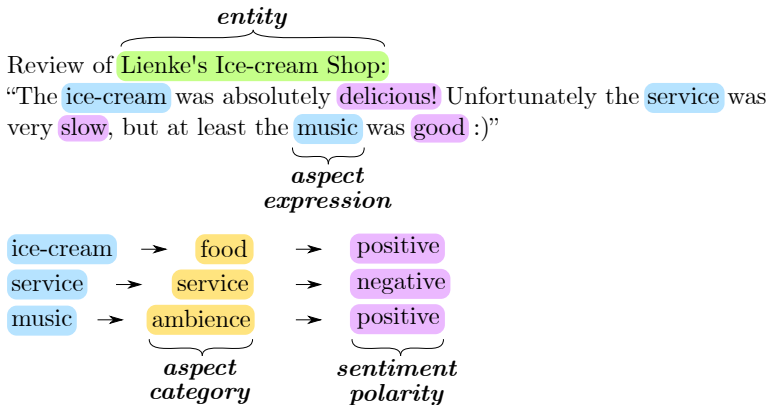 entity
Review of Lienke's Ice-cream Shop:
“The ice-cream was absolutely delicious! Unfortunately the service was
very slow, but at least the music was good :)”
aspect
expression
ice-cream → food → positive
service → service → negative
music → ambience → positive
aspect
category
sentiment
polarity